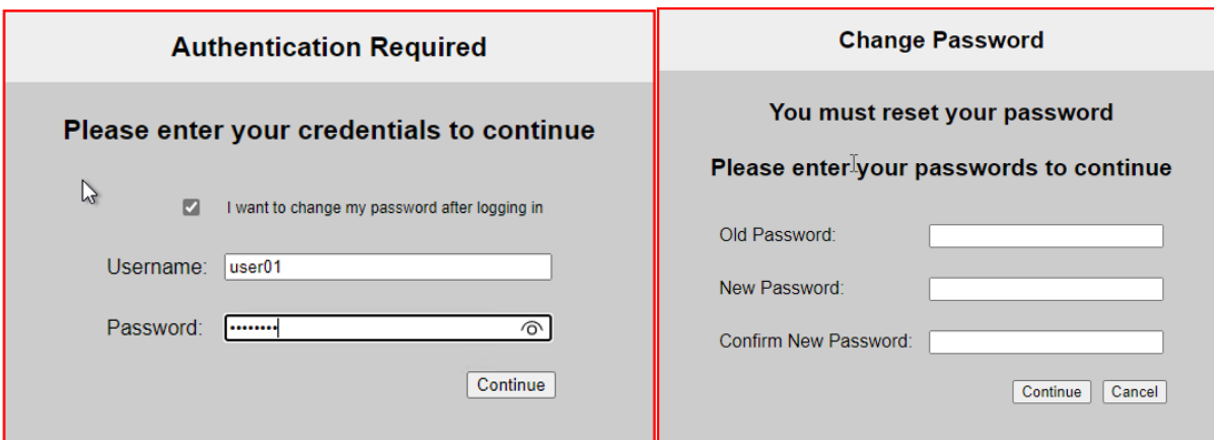 Authentication Required
Please enter your credentials to continue
I want to change my password after logging in
Username: user01
Password: ••••••••
Continue
Change Password
You must reset your password
Please enter your passwords to continue
Old Password:
New Password:
Confirm New Password:
Continue Cancel